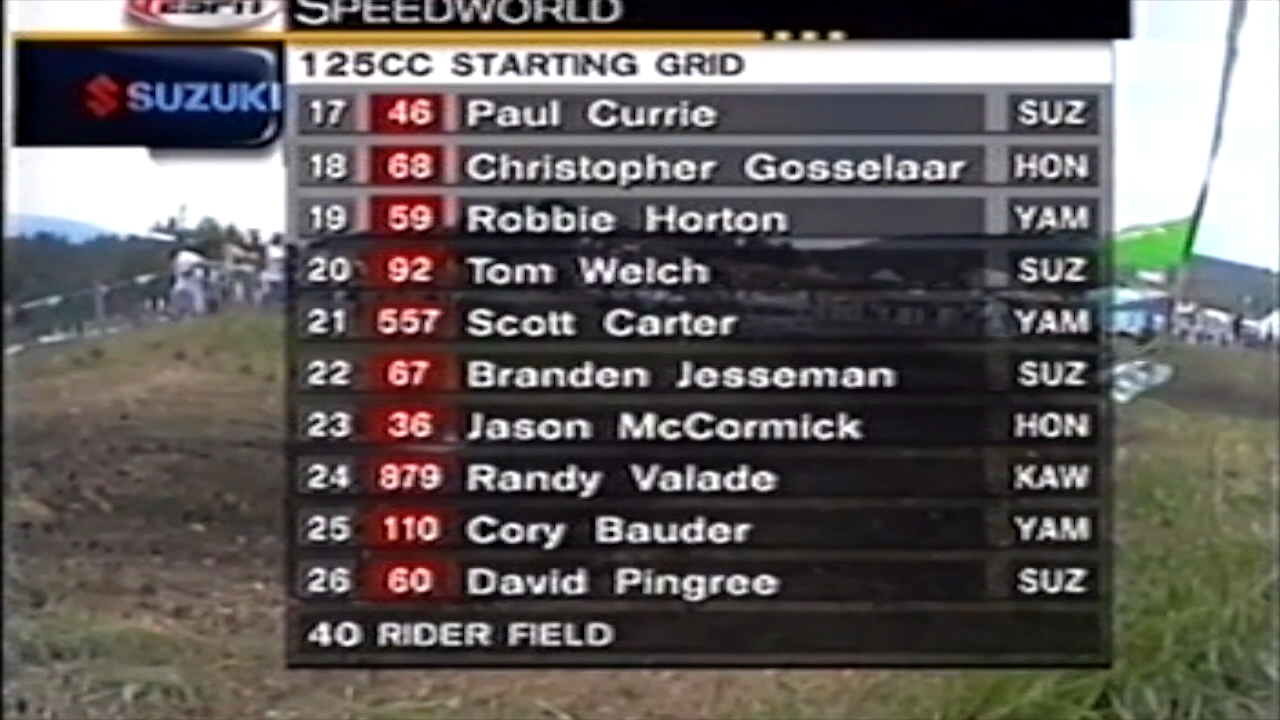 ESPN SPEEDWORLD
SUZUKI
125CC STARTING GRID
17 46 Paul Currie SUZ
18 68 Christopher Gosselaar HON
19 59 Robbie Horton YAM
20 92 Tom Welch SUZ
21 557 Scott Carter YAM
22 67 Branden Jesseman SUZ
23 36 Jason McCormick HON
24 879 Randy Valade KAW
25 110 Cory Bauder YAM
26 60 David Pingree SUZ
40 RIDER FIELD